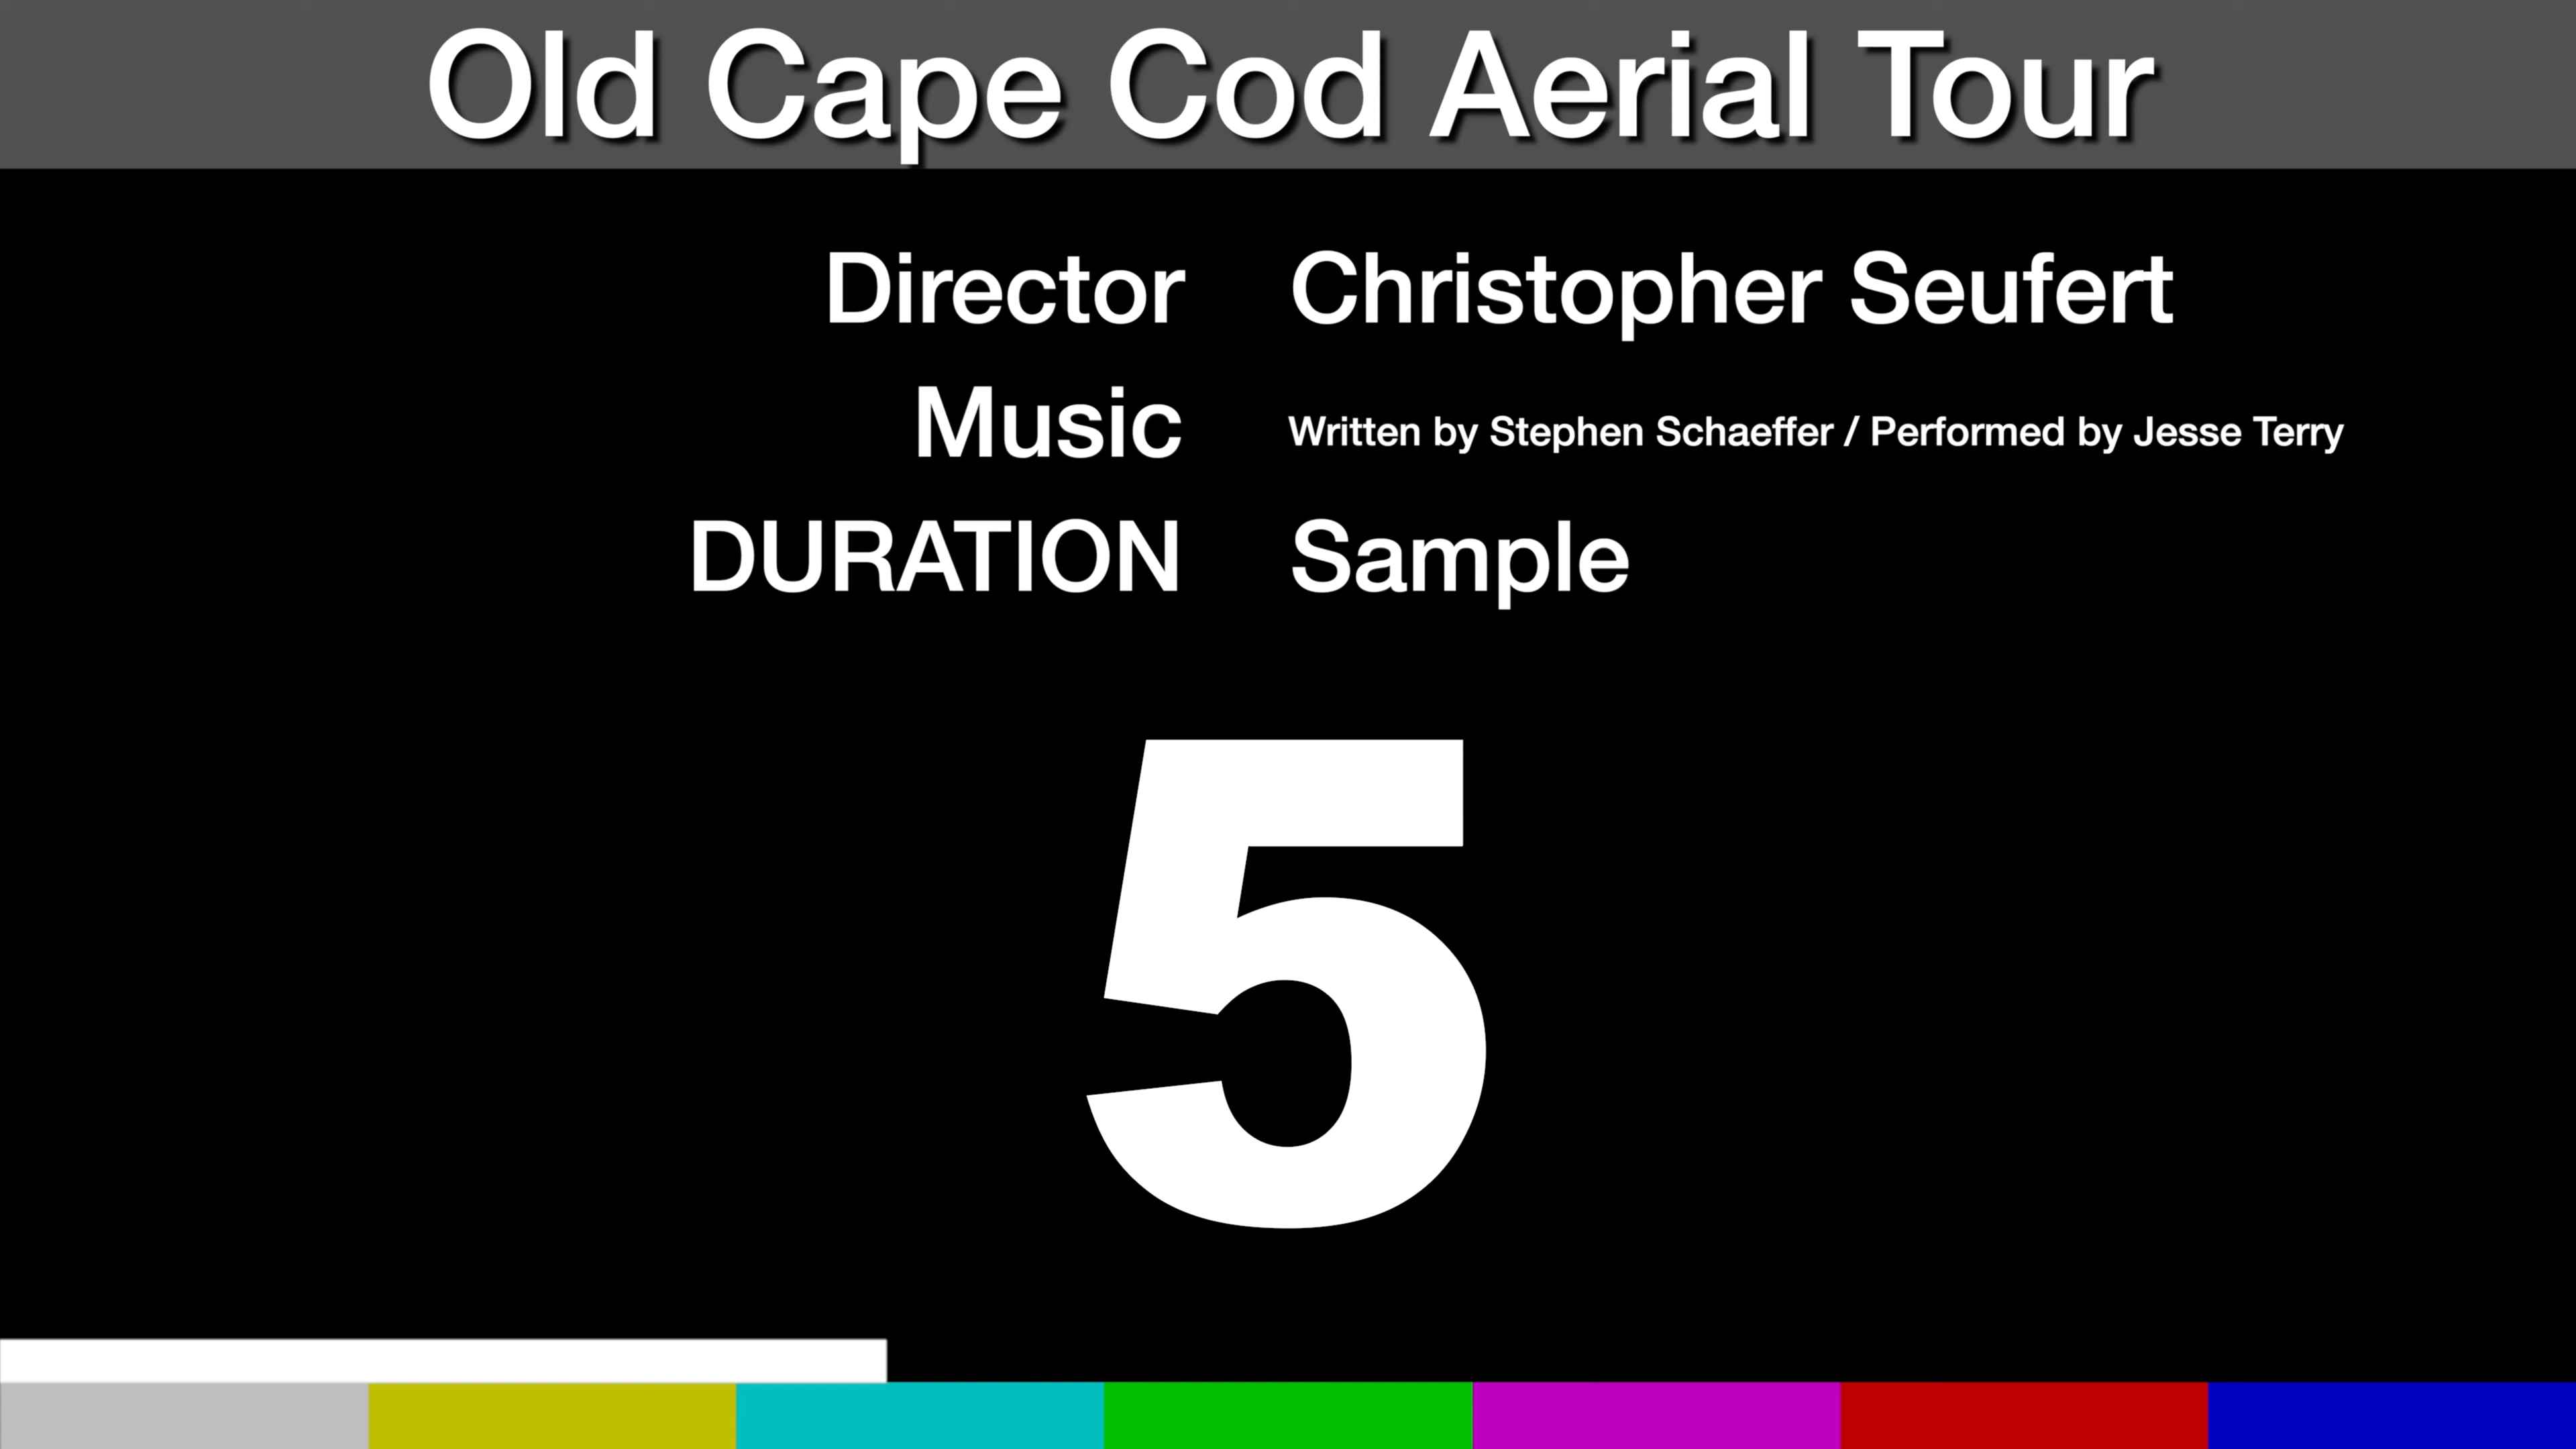 Old Cape Cod Aerial Tour
Director Christopher Seufert
Music Written by Stephen Schaeffer / Performed by Jesse Terry
DURATION Sample
5